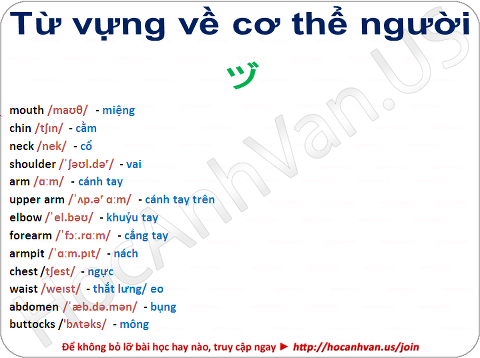 Từ vựng về cơ thể người
ツ
mouth /maʊθ/ - miệng
chin /tʃɪn/ - cằm
neck /nek/ - cổ
shoulder /ˈʃəʊl.dəʳ/ - vai
arm /ɑːm/ - cánh tay
upper arm /ˈʌp.əʳ ɑːm/ - cánh tay trên
elbow /ˈel.bəʊ/ - khuỷu tay
forearm /ˈfɔː.rɑːm/ - cẳng tay
armpit /ˈɑːm.pɪt/ - nách
chest /tʃest/ - ngực
waist /weɪst/ - thắt lưng/ eo
abdomen /ˈæb.də.mən/ - bụng
buttocks /'bʌtəks/ - mông
Để không bỏ lỡ bài học hay nào, truy cập ngay ► http://hocanhvan.us/join
HocAnhVan.US